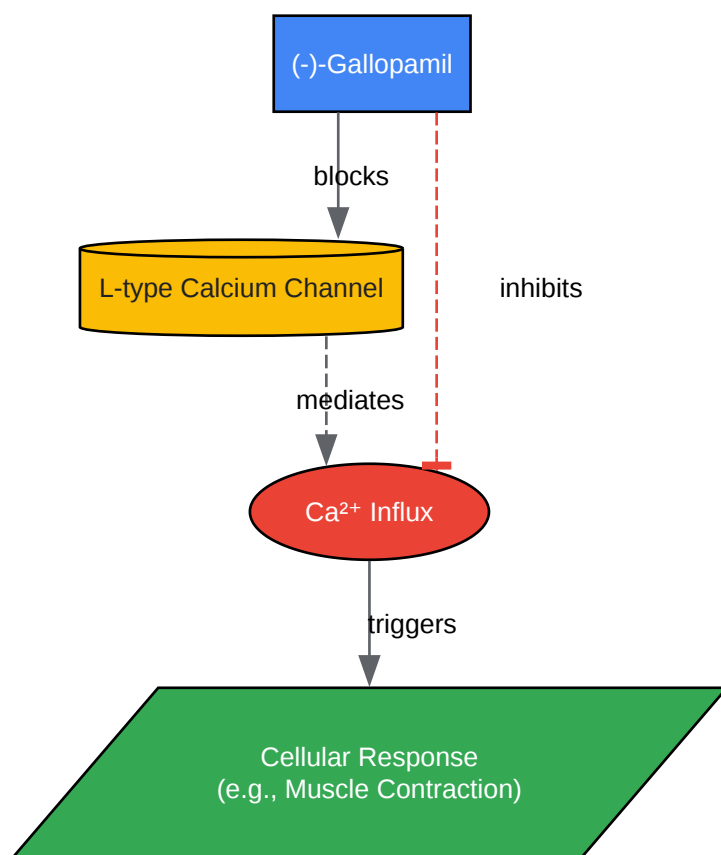 (-)-Gallopamil
blocks
L-type Calcium Channel
inhibits
mediates
Ca²⁺ Influx
triggers
Cellular Response
(e.g., Muscle Contraction)